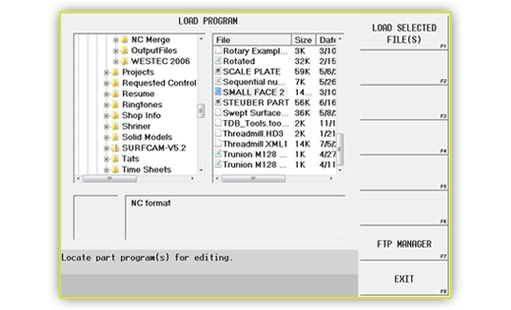 LOAD PROGRAM
NC Merge
OutputFiles
WESTEC 2006
Projects
Requested Control
Resume
Ringtones
Shop Info
Shriner
Solid Models
SURFCAM-V5.2
Tats
Time Sheets
File Size Date
Rotary Exampl... 3K 3/10
Rotated 32K 2/15
SCALE PLATE 59K 5/6/
Sequential nu... 7K 5/26
SMALL FACE 2 14... 3/10
STEUBER PART 56K 6/16
Swept Surface... 36K 5/8/
TDB_Tools.too... 2K 11/1
Threadmill.HD3 2K 1/21
Threadmill.XML1 14K 7/5/
Trunion M128 ... 1K 4/27
Trunion M128 ... 1K 4/11
NC format
Locate part program(s) for editing.
LOAD SELECTED
FILE(S)
F1
F2
F3
F4
F5
F6
FTP MANAGER
F7
EXIT
F8